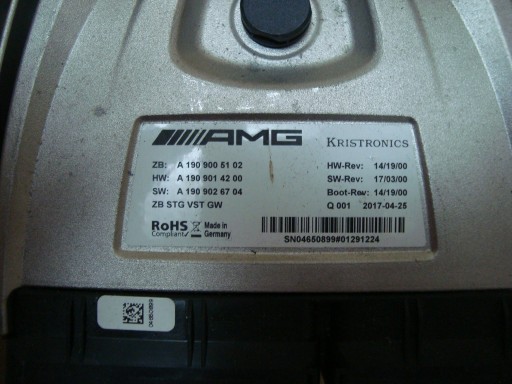 AMG KRISTRONICS
ZB: A 190 900 51 02 HW-Rev: 14/19/00
HW: A 190 901 42 00 SW-Rev: 17/03/00
SW: A 190 902 67 04 Boot-Rev: 14/19/00
ZB STG VST GW Q 001 2017-04-25
RoHS Made in
Compliant Germany
SN04650899#01291224